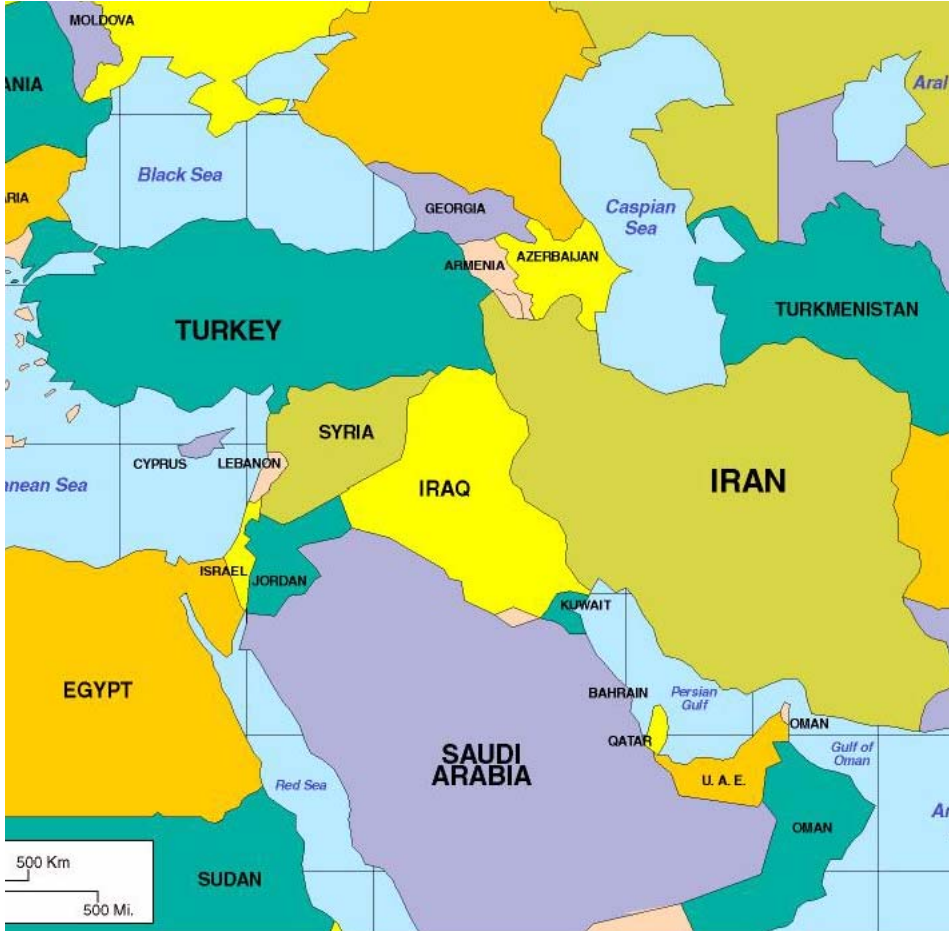 MOLDOVA
ANIA
Aral
Black Sea
ARIA
GEORGIA
Caspian
Sea
ARMENIA
AZERBAIJAN
TURKEY
TURKMENISTAN
SYRIA
CYPRUS
LEBANON
nean Sea
IRAQ
IRAN
ISRAEL
JORDAN
KUWAIT
EGYPT
BAHRAIN
Persian
Gulf
QATAR
OMAN
Gulf of
Oman
SAUDI
ARABIA
Red Sea
U. A. E.
Ar
OMAN
500 Km
SUDAN
500 Mi.